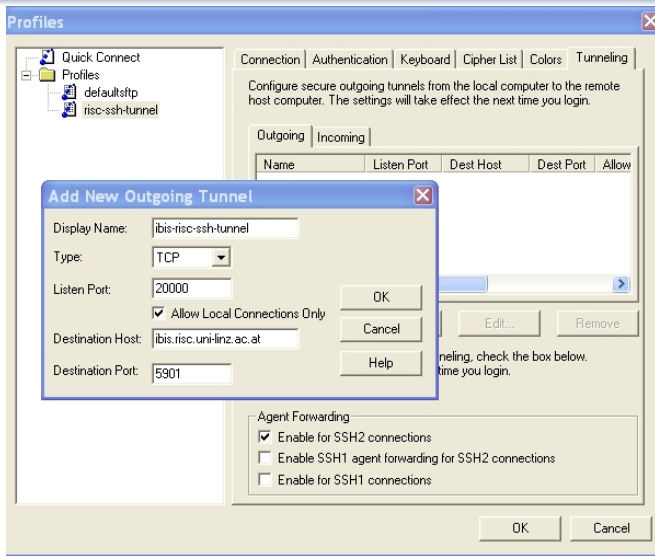 Profiles
Quick Connect
Profiles
defaultsftp
risc-ssh-tunnel
Connection Authentication Keyboard Cipher List Colors Tunneling
Configure secure outgoing tunnels from the local computer to the remote
host computer. The settings will take effect the next time you login.
Outgoing Incoming
Name Listen Port Dest Host Dest Port Allow
Add New Outgoing Tunnel
Display Name: ibis-risc-ssh-tunnel
Type: TCP
Listen Port: 20000
Allow Local Connections Only
Destination Host: ibis.risc.uni-linz.ac.at
Destination Port: 5901
OK
Cancel
Help
Edit... Remove
neling, check the box below.
time you login.
Agent Forwarding
Enable for SSH2 connections
Enable SSH1 agent forwarding for SSH2 connections
Enable for SSH1 connections
OK Cancel